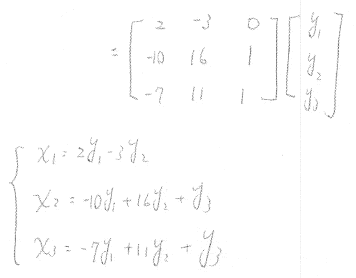 = [ 2 -3 0 ] [ y₁ ]
[ -10 16 1 ] [ y₂ ]
[ -7 11 1 ] [ y₃ ]
{ x₁ = 2y₁ - 3y₂
x₂ = -10y₁ + 16y₂ + y₃
x₃ = -7y₁ + 11y₂ + y₃